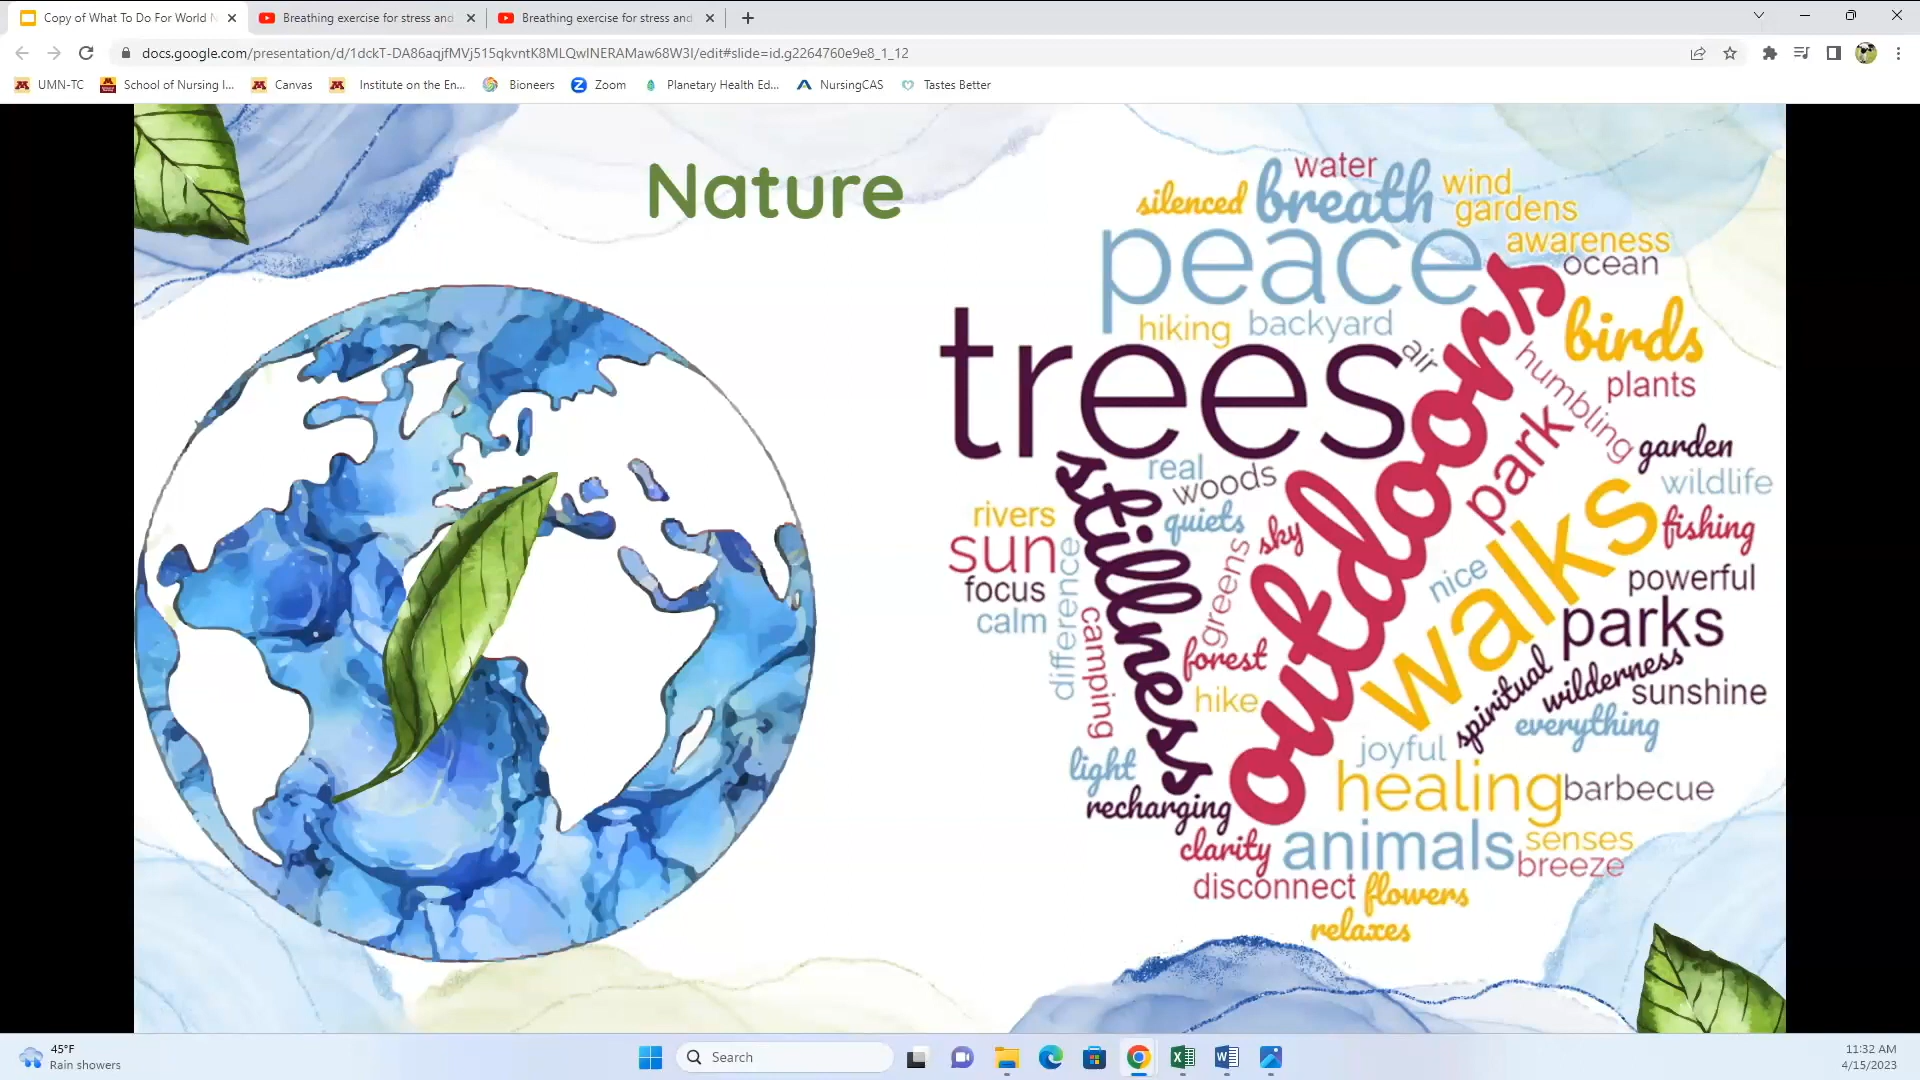 Copy of What To Do For World N
Breathing exercise for stress and
Breathing exercise for stress and
docs.google.com/presentation/d/1dckT-DA86aqjfMVj515qkvntK8MLQwlNERAMaw68W3I/edit#slide=id.g2264760e9e8_1_12
UMN-TC School of Nursing I... Canvas Institute on the En... Bioneers Zoom Planetary Health Ed... NursingCAS Tastes Better
Nature
water
silenced
breath
wind
gardens
peace
awareness
ocean
hiking
backyard
air
birds
trees
outdoors
humbling
plants
park
garden
stillness
real
woods
wildlife
rivers
quiets
sky
walks
fishing
sun
difference
greens
nice
powerful
focus
calm
camping
forest
parks
hike
spiritual
wilderness
sunshine
everything
light
joyful
recharging
healing
barbecue
clarity
animals
senses
breeze
disconnect
flowers
relaxes
45°F
Rain showers
Search
11:32 AM
4/15/2023